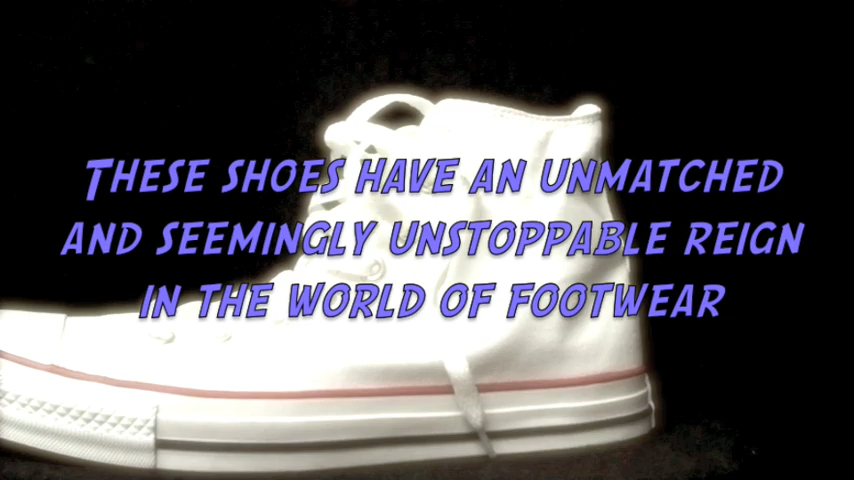 These shoes have an unmatched
and seemingly unstoppable reign
in the world of footwear